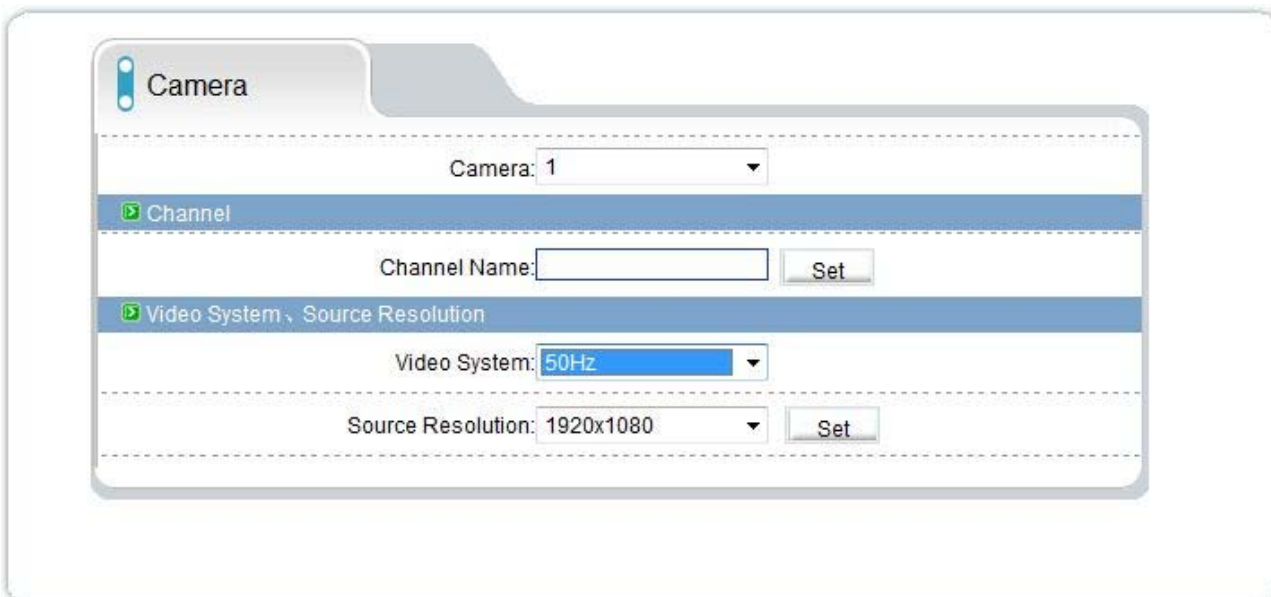 Camera
Camera: 1
Channel
Channel Name: Set
Video System、Source Resolution
Video System: 50Hz
Source Resolution: 1920x1080 Set